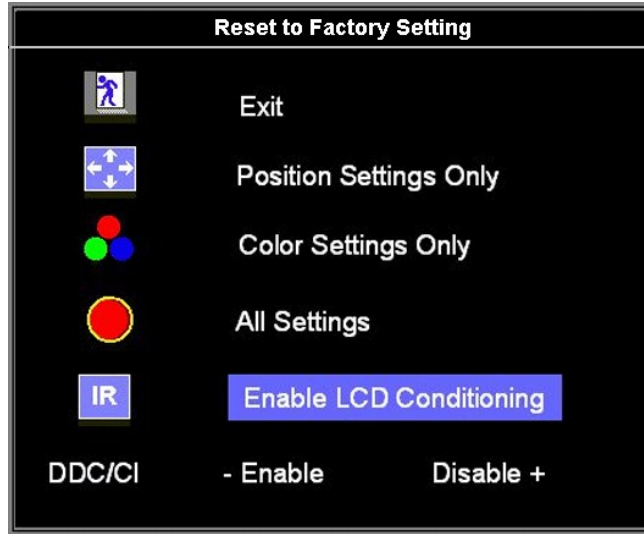 Reset to Factory Setting
Exit
Position Settings Only
Color Settings Only
All Settings
IR Enable LCD Conditioning
DDC/CI - Enable Disable +